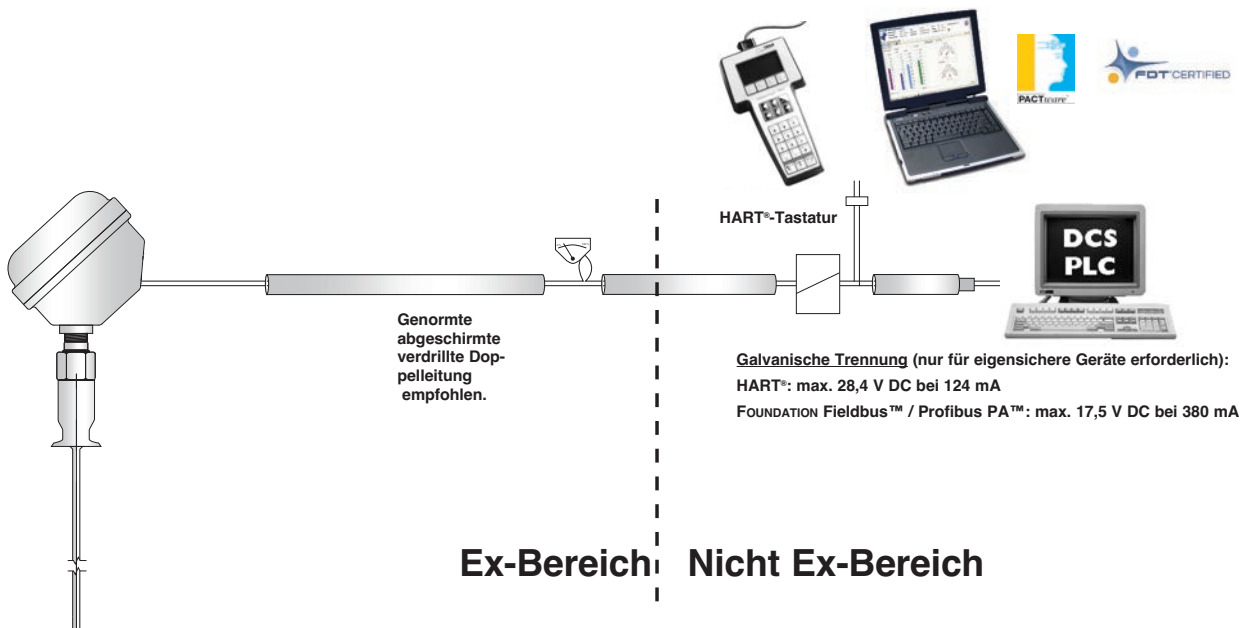 PACTware™
FDT CERTIFIED
HART®-Tastatur
DCS
PLC
Genormte
abgeschirmte
verdrillte Dop-
pelleitung
empfohlen.
Galvanische Trennung (nur für eigensichere Geräte erforderlich):
HART®: max. 28,4 V DC bei 124 mA
FOUNDATION Fieldbus™ / Profibus PA™: max. 17,5 V DC bei 380 mA
Ex-Bereich
Nicht Ex-Bereich